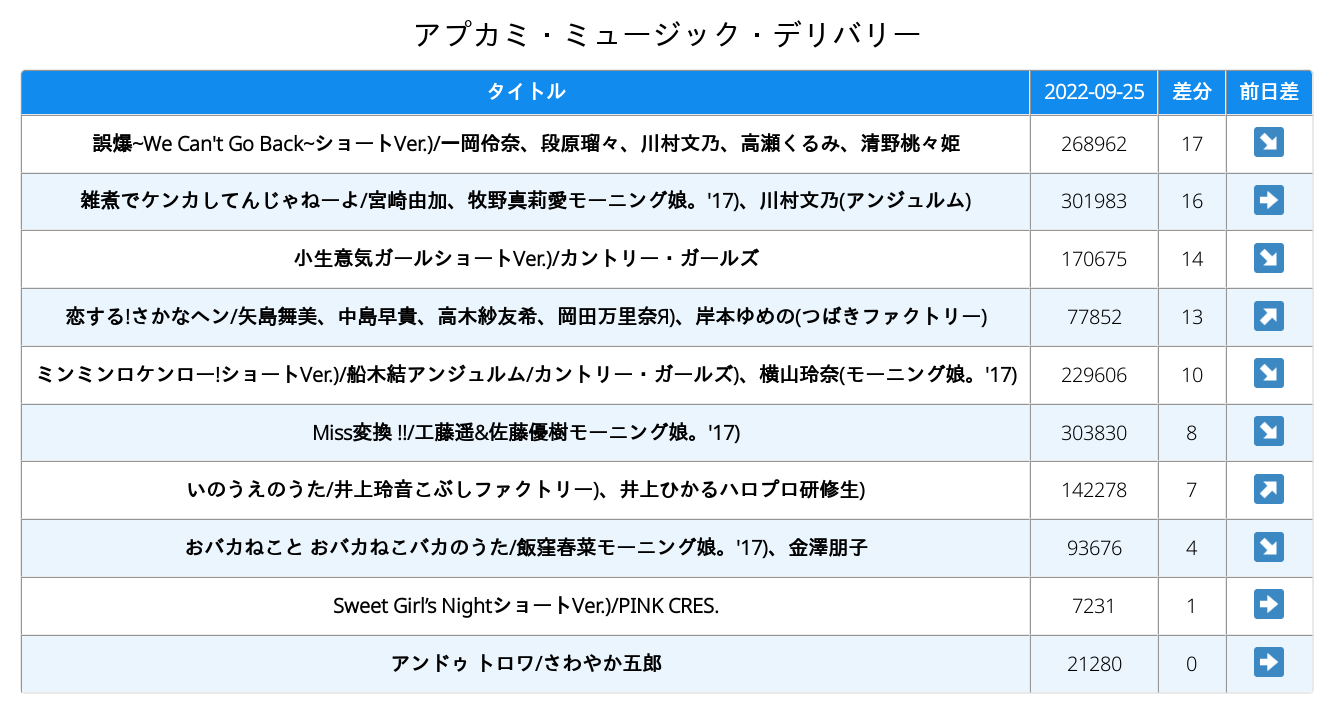 アプカミ・ミュージック・デリバリー
タイトル 2022-09-25 差分 前日差
誤爆~We Can't Go Back~ショートVer.)/一岡伶奈、段原瑠々、川村文乃、高瀬くるみ、清野桃々姫 268962 17
雑煮でケンカしてんじゃねーよ/宮崎由加、牧野真莉愛モーニング娘。'17)、川村文乃(アンジュルム) 301983 16
小生意気ガールショートVer.)/カントリー・ガールズ 170675 14
恋する!さかなヘン/矢島舞美、中島早貴、高木紗友希、岡田万里奈Я)、岸本ゆめの(つばきファクトリー) 77852 13
ミンミンロケンロー!ショートVer.)/船木結アンジュルム/カントリー・ガールズ)、横山玲奈(モーニング娘。'17) 229606 10
Miss変換 !!/工藤遥&佐藤優樹モーニング娘。'17) 303830 8
いのうえのうた/井上玲音こぶしファクトリー)、井上ひかるハロプロ研修生) 142278 7
おバカねこと おバカねこバカのうた/飯窪春菜モーニング娘。'17)、金澤朋子 93676 4
Sweet Girl’s NightショートVer.)/PINK CRES. 7231 1
アンドゥ トロワ/さわやか五郎 21280 0